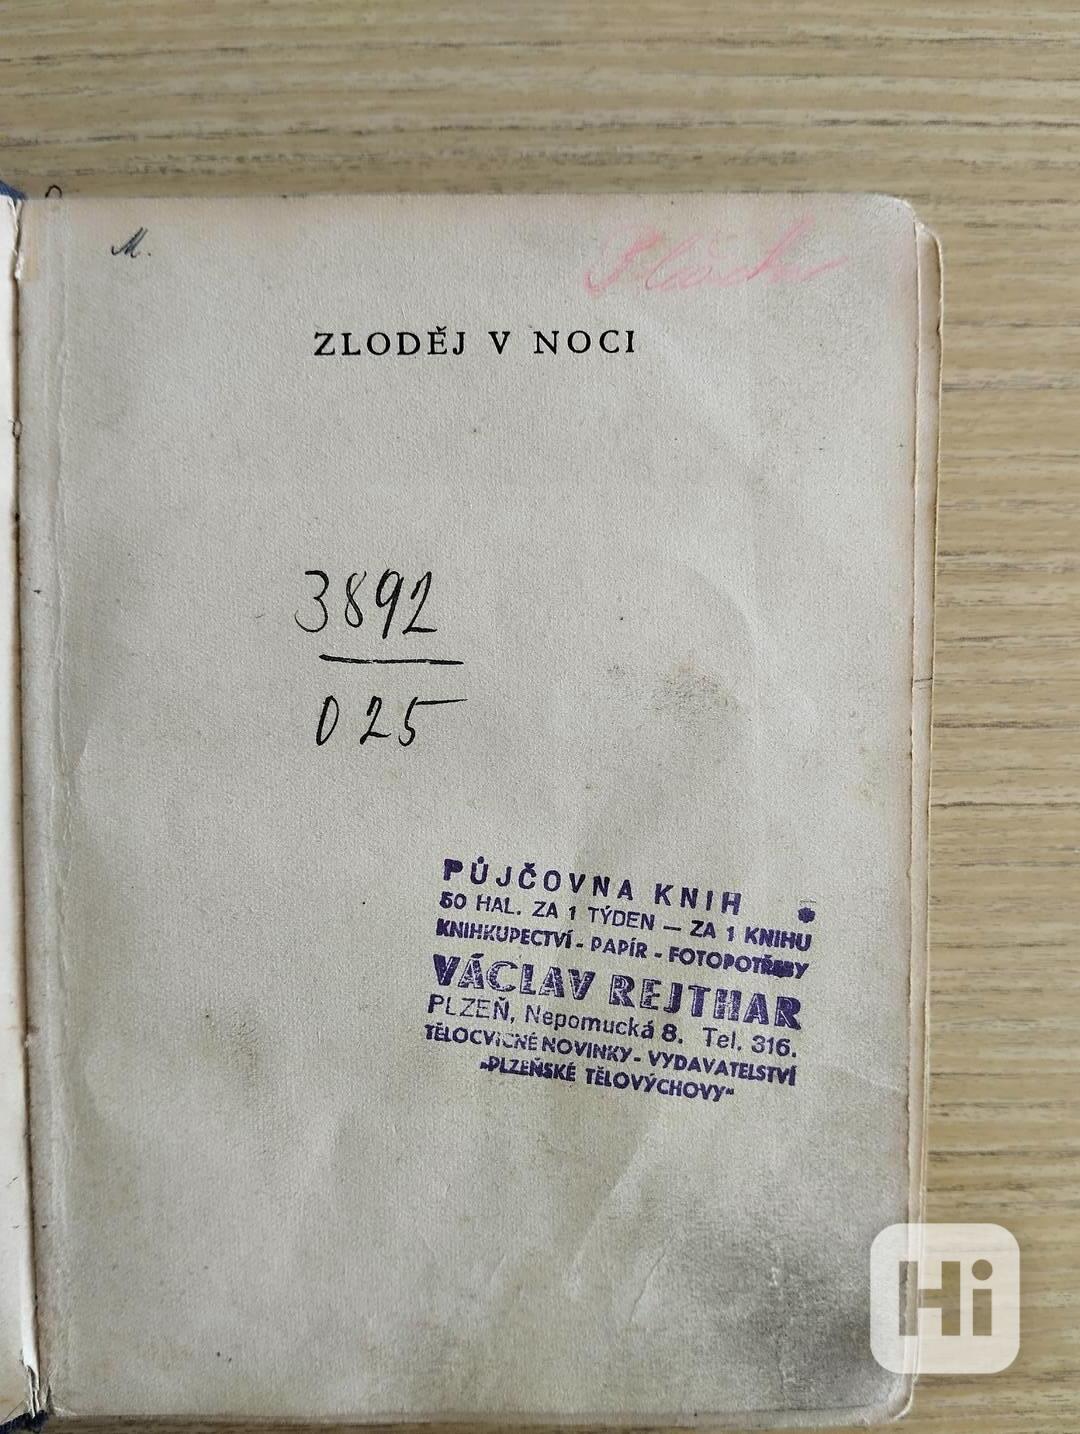 M.
ZLODĚJ V NOCI
3892
025
PŮJČOVNA KNIH
50 HAL. ZA 1 TÝDEN — ZA 1 KNIHU
KNIHKUPECTVÍ - PAPÍR - FOTOPOTŘEBY
VÁCLAV REJTHAR
PLZEŇ, Nepomucká 8. Tel. 316.
TĚLOCVIČNÉ NOVINKY - VYDAVATELSTVÍ
„PLZEŇSKÉ TĚLOVÝCHOVY“
Hi